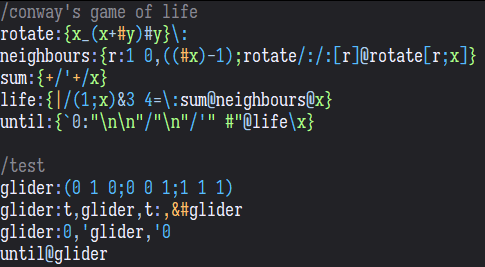 /conway's game of life
rotate:{x_(x+#y)#y}\:
neighbours:{r:1 0,((#x)-1);rotate/:/:[r]@rotate[r;x]}
sum:{+/'+/x}
life:{|/(1;x)&3 4=\:sum@neighbours@x}
until:{`0:"\n\n"/"\n"/'" #"@life\x}
/test
glider:(0 1 0;0 0 1;1 1 1)
glider:t,glider,t:,&#glider
glider:0,'glider,'0
until@glider